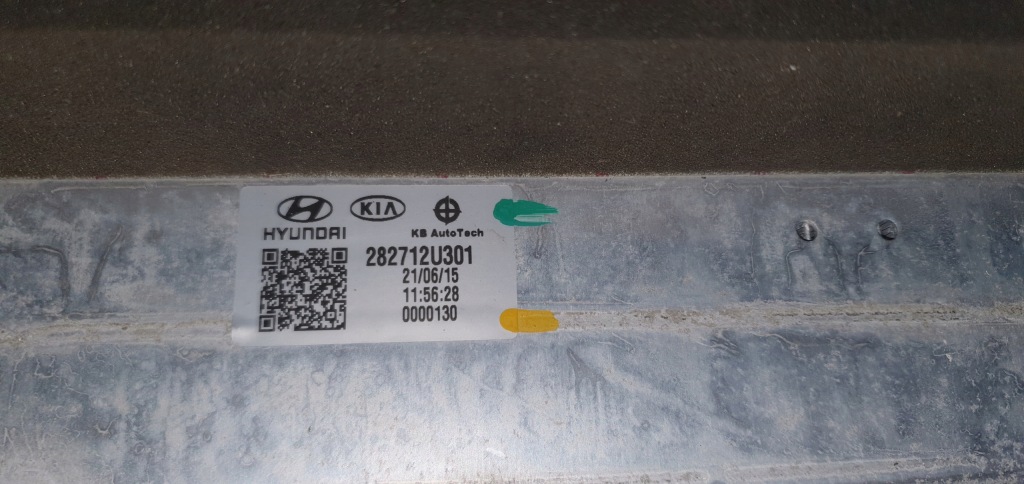 HYUNDAI KIA KB AutoTech
282712U301
21/06/15
11:56:28
0000130